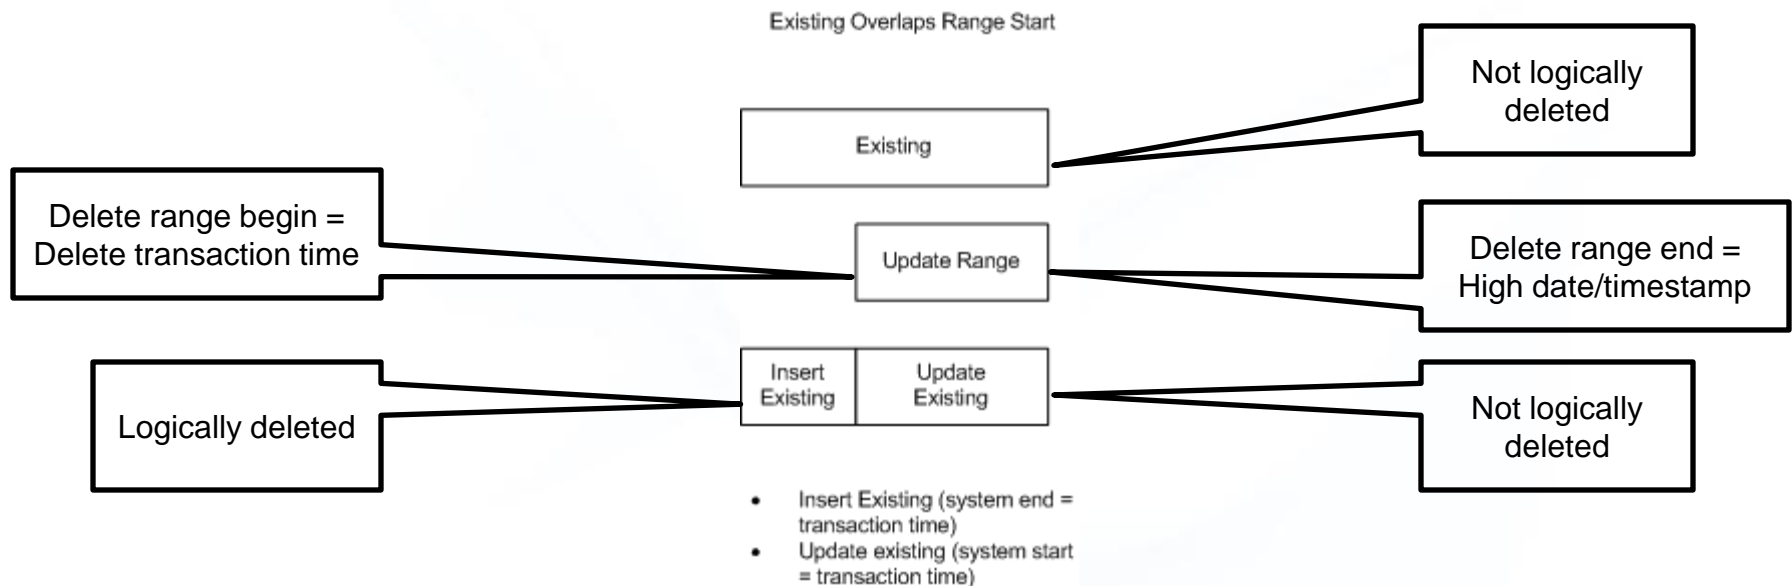 Existing Overlaps Range Start
Not logically
deleted
Existing
Delete range begin =
Delete transaction time
Update Range
Delete range end =
High date/timestamp
Logically deleted
Insert
Existing
Update
Existing
Not logically
deleted
• Insert Existing (system end =
transaction time)
• Update existing (system start
= transaction time)